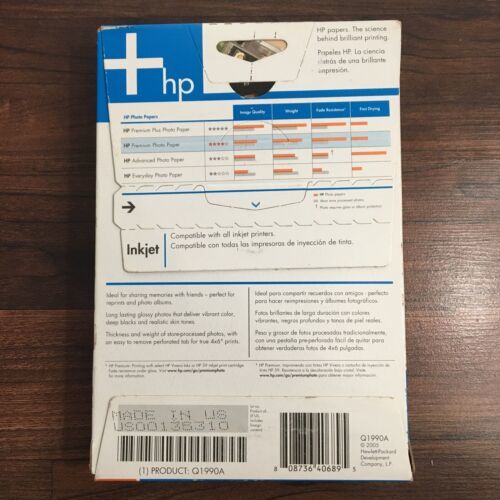 hp
HP papers. The science
behind brilliant printing.
Papeles HP. La ciencia
detrás de una brillante
impresión.
HP Photo Papers
Image Quality
Weight
Fade Resistance*
Fast Drying
HP Premium Plus Photo Paper ★★★★★
HP Premium Photo Paper ★★★★☆
HP Advanced Photo Paper ★★★☆☆
†
HP Everyday Photo Paper ★★☆☆☆
HP Photo papers
Inkjet
Compatible with all inkjet printers.
Compatible con todas las impresoras de inyección de tinta.
Ideal for sharing memories with friends – perfect for
reprints and photo albums.
Long lasting glossy photos that deliver vibrant color,
deep blacks and realistic skin tones.
Thickness and weight of store-processed photos, with
an easy to remove perforated tab for true 4x6" prints.
Ideal para compartir recuerdos con amigos - perfecto
para hacer reimpresiones y álbumes fotográficos.
Fotos brillantes de larga duración con colores
vibrantes, negros profundos y tonos de piel reales.
Peso y grosor de fotos procesadas tradicionalmente,
con una pestaña pre-perforada fácil de quitar para
obtener verdaderas fotos de 4x6 pulgadas.
for more information.
MADE IN US
US00135310
(1) PRODUCT: Q1990A
8 08736 40689 5
Q1990A
© 2005
Hewlett-Packard
Development
Company, L.P.